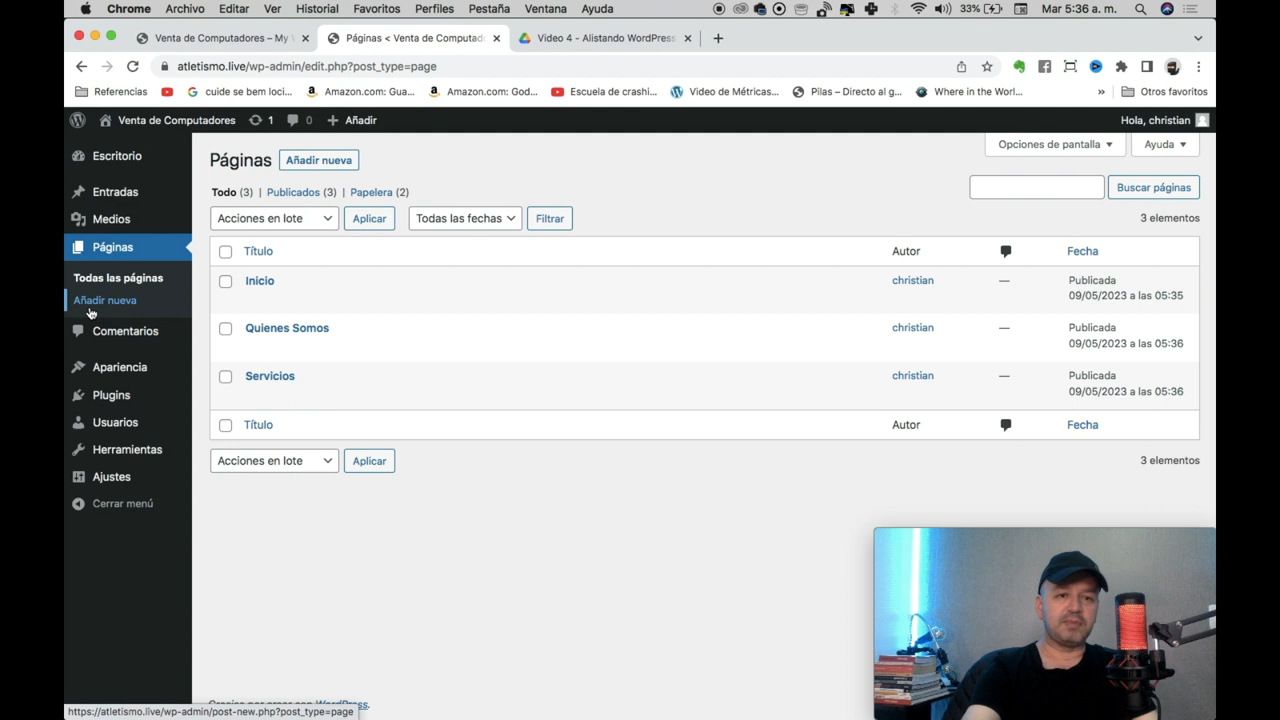 Chrome Archivo Editar Ver Historial Favoritos Perfiles Pestaña Ventana Ayuda 33% Mar 5:36 a. m.
Venta de Computadores – My Páginas < Venta de Computad Video 4 - Alistando WordPress
atletismo.live/wp-admin/edit.php?post_type=page
Referencias cuide se bem loci... Amazon.com: Gua... Amazon.com: God... Escuela de crashi... Video de Métricas... Pilas – Directo al g... Where in the Worl... » Otros favoritos
Venta de Computadores 1 0 Añadir Hola, christian
Escritorio
Entradas
Medios
Páginas
Todas las páginas
Añadir nueva
Comentarios
Apariencia
Plugins
Usuarios
Herramientas
Ajustes
Cerrar menú
Opciones de pantalla Ayuda
Páginas Añadir nueva
Todo (3) | Publicados (3) | Papelera (2)
Buscar páginas
Acciones en lote Aplicar Todas las fechas Filtrar
3 elementos
Título Autor Fecha
Inicio christian — Publicada
09/05/2023 a las 05:35
Quienes Somos christian — Publicada
09/05/2023 a las 05:36
Servicios christian — Publicada
09/05/2023 a las 05:36
Título Autor Fecha
Acciones en lote Aplicar 3 elementos
https://atletismo.live/wp-admin/post-new.php?post_type=page